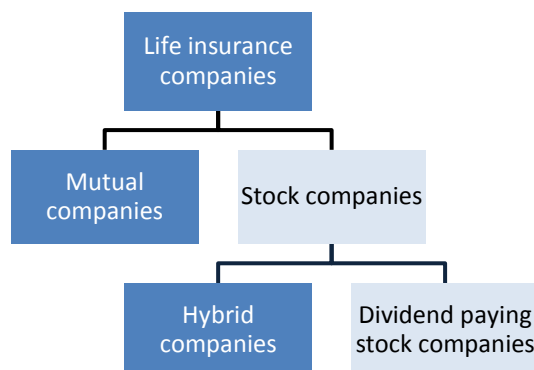 Life insurance
companies
Mutual
companies
Stock companies
Hybrid
companies
Dividend paying
stock companies